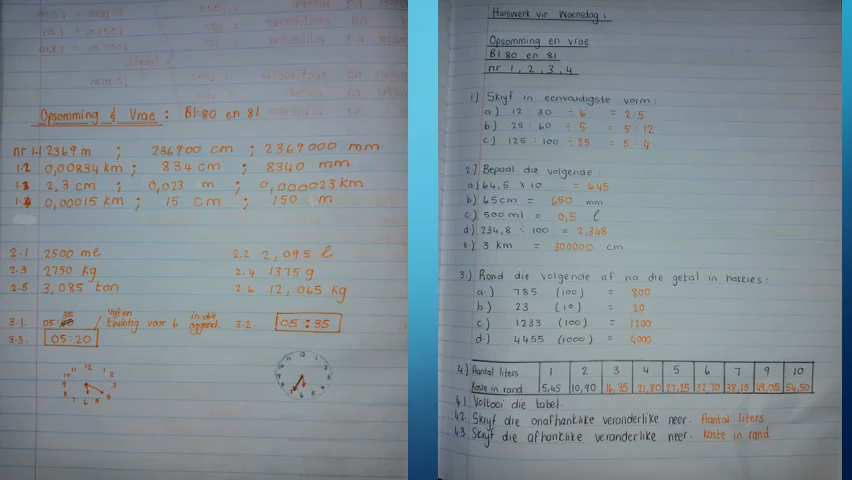 Opsomming & Vrae : Bl 80 en 81
nr 1.1 2369 m ; 236900 cm ; 2369000 mm
1.2 0,00834 km ; 834 cm ; 8340 mm
1.3 2,3 cm ; 0,023 m ; 0,000023 km
1.4 0,00015 km ; 15 cm ; 150 m
2.1 2500 ml 2.2 2,095 l
2.3 2750 kg 2.4 1375 g
2.5 3,085 ton 2.6 12,065 kg
3.1. 05:35 / Vyf en twintig voor 6 in die oggend. 3.2. 05:35
3.3. 05:20
Huiswerk vir Woensdag :
Opsomming en vrae
Bl 80 en 81
nr 1, 2, 3, 4
1) Skryf in eenvoudigste vorm :
a.) 12 : 30 ÷ 6 = 2:5
b.) 25 : 60 ÷ 5 = 5 : 12
c.) 125 : 100 ÷ 25 = 5 : 4
2.) Bepaal die volgende :
a) 64,5 x 10 = 645
b.) 65 cm = 650 mm
c.) 500 ml = 0,5 l
d.) 234,8 ÷ 100 = 2,348
e.) 3 km = 300000 cm
3.) Rond die volgende af na die getal in hakkies :
a.) 785 (100) = 800
b.) 23 (10) = 20
c.) 1233 (100) = 1200
d.) 4455 (1000) = 4000
4.) Aantal liters 1 2 3 4 5 6 7 9 10
Koste in rand 5,45 10,90 16,35 21,80 27,25 32,70 38,15 49,05 54,50
4.1 Voltooi die tabel.
4.2 Skryf die onafhanklike veranderlike neer. Aantal liters
4.3 Skryf die afhanklike veranderlike neer. Koste in rand